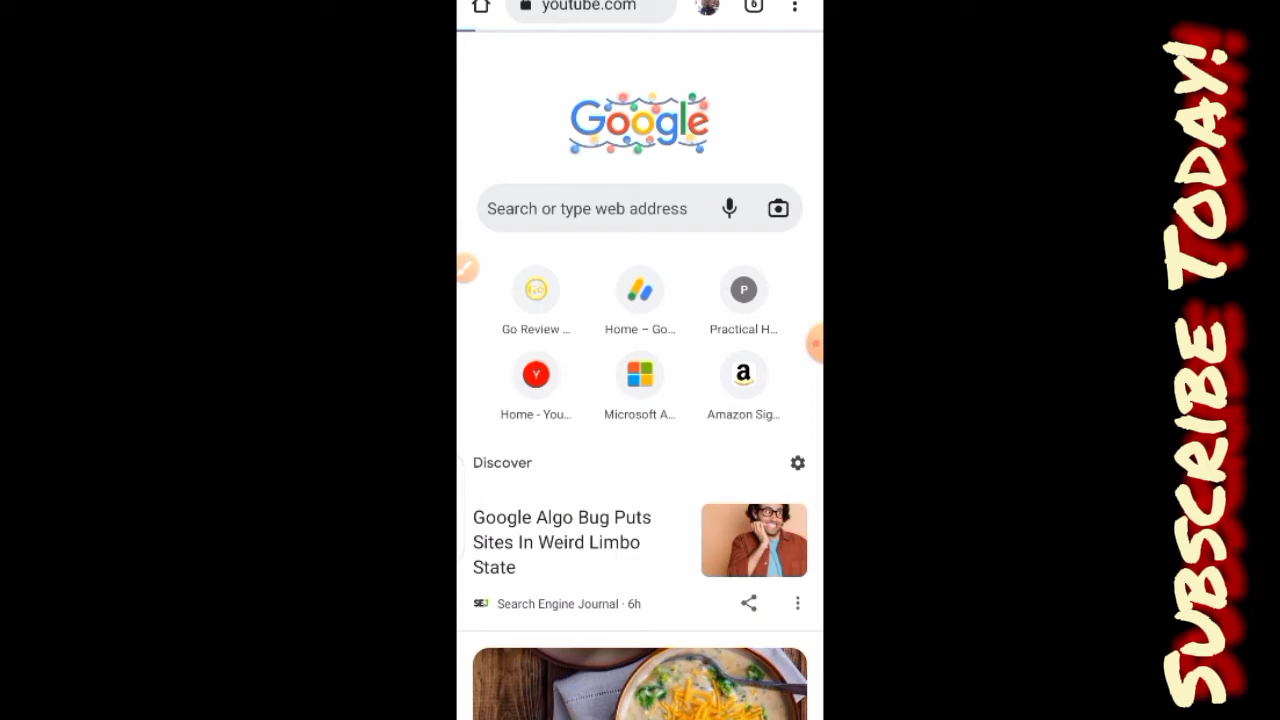 youtube.com
6
Google
Search or type web address
Go Review ...
Home – Go...
P
Practical H...
Y
Home - You...
Microsoft A...
a
Amazon Sig...
Discover
Google Algo Bug Puts
Sites In Weird Limbo
State
SEJ
Search Engine Journal · 6h
SUBSCRIBE TODAY!